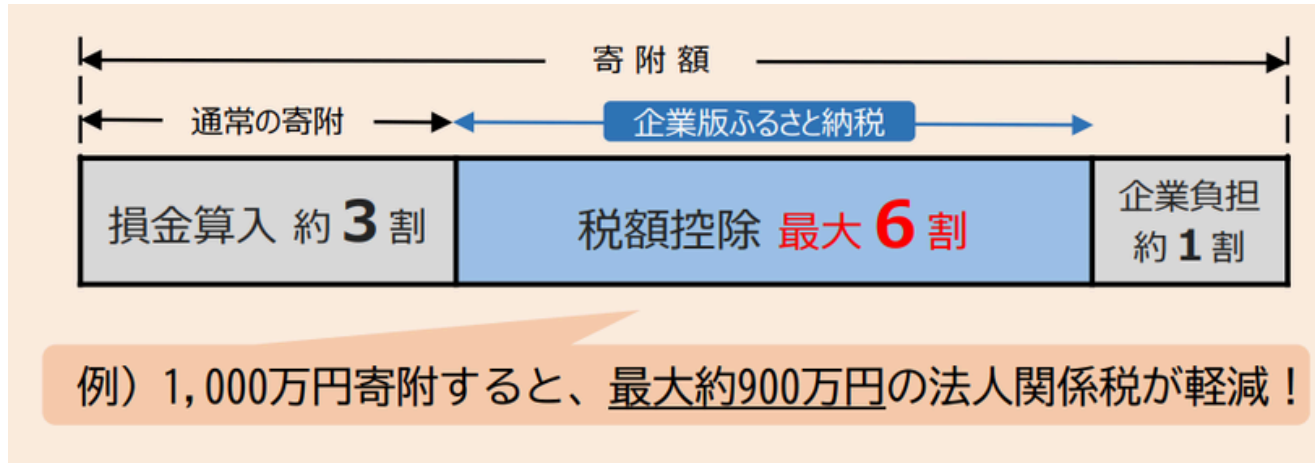 寄附額
通常の寄附
企業版ふるさと納税
損金算入 約3割
税額控除 最大6割
企業負担
約1割
例）1,000万円寄附すると、最大約900万円の法人関係税が軽減！